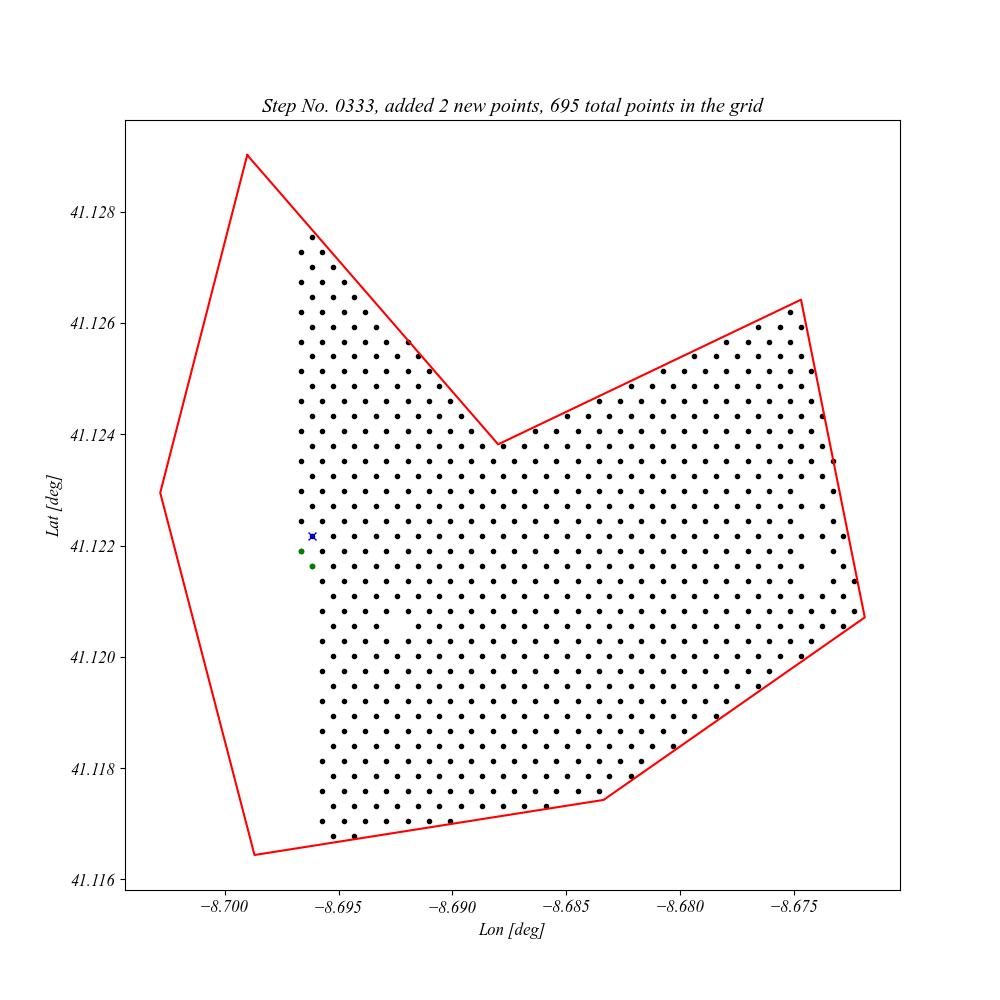 Step No. 0333, added 2 new points, 695 total points in the grid
41.128
41.126
41.124
41.122
41.120
41.118
41.116
Lat [deg]
−8.700 −8.695 −8.690 −8.685 −8.680 −8.675
Lon [deg]